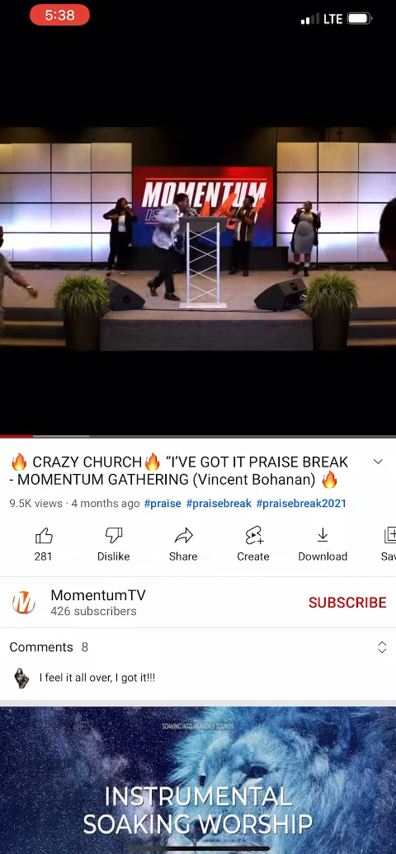 5:38
LTE
MOMENTUM
IS
🔥 CRAZY CHURCH🔥 “I’VE GOT IT PRAISE BREAK
- MOMENTUM GATHERING (Vincent Bohanan) 🔥
9.5K views · 4 months ago #praise #praisebreak #praisebreak2021
281 Dislike Share Create Download Sav
MomentumTV
426 subscribers
SUBSCRIBE
Comments 8
I feel it all over, I got it!!!
SOAKING INTO HEAVENLY SOUNDS
INSTRUMENTAL
SOAKING WORSHIP